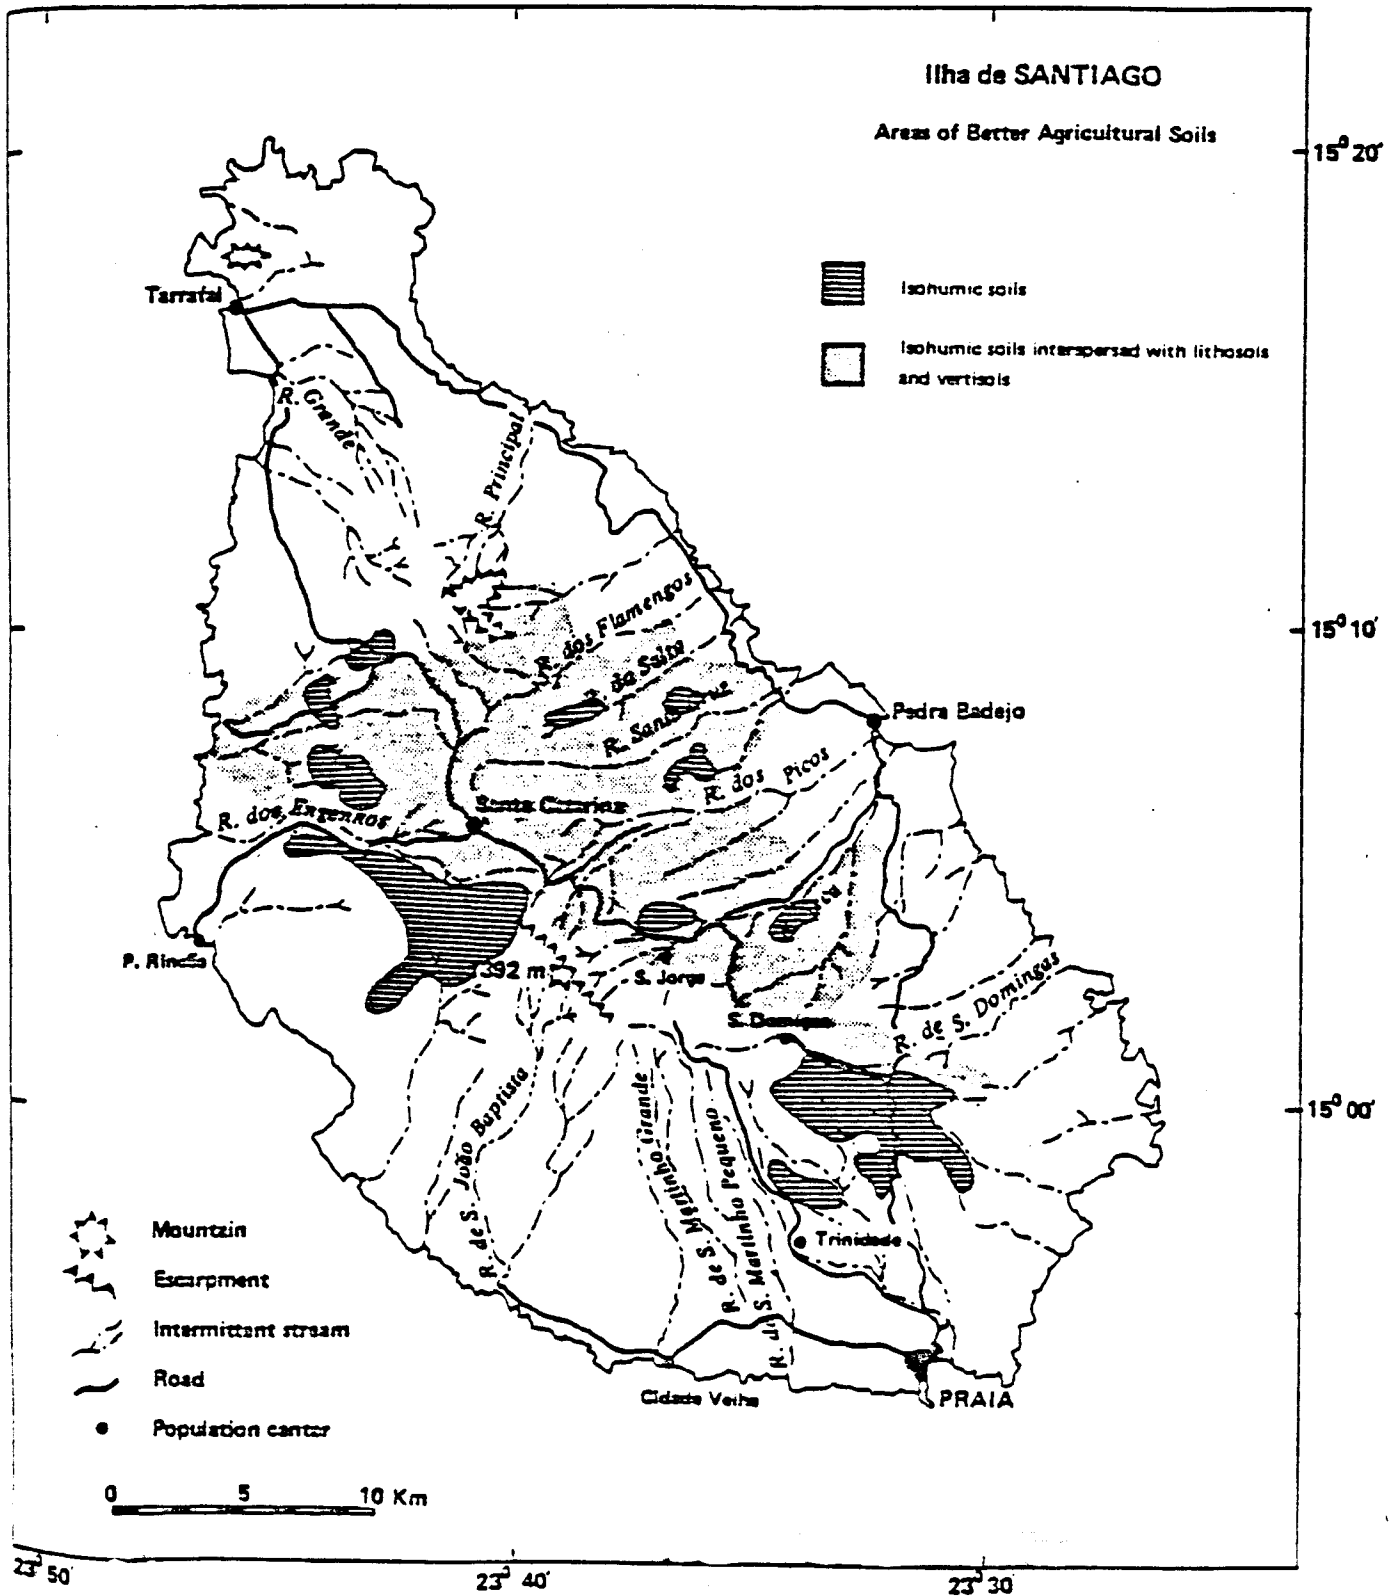 Ilha de SANTIAGO
Areas of Better Agricultural Soils
15° 20'
Isohumic soils
Isohumic soils interspersed with lithosols
and vertisols
Tarrafal
R. Grande
R. Principal
15° 10'
R. dos Flamengos
da Salta
R. Sant
Pedra Badejo
R. dos Picos
Santa Catarina
R. dos Engenhos
P. Rincão
392 m
S. Jorge
S. Domingos
R. de S. Domingas
15° 00'
R. de S. João Baptista
R. de S. Martinho Grande
R. de S. Martinho Pequeno
Trinidade
Cidade Velha
PRAIA
Mountain
Escarpment
Intermittent stream
Road
Population center
0 5 10 Km
23° 50'
23° 40'
23° 30'